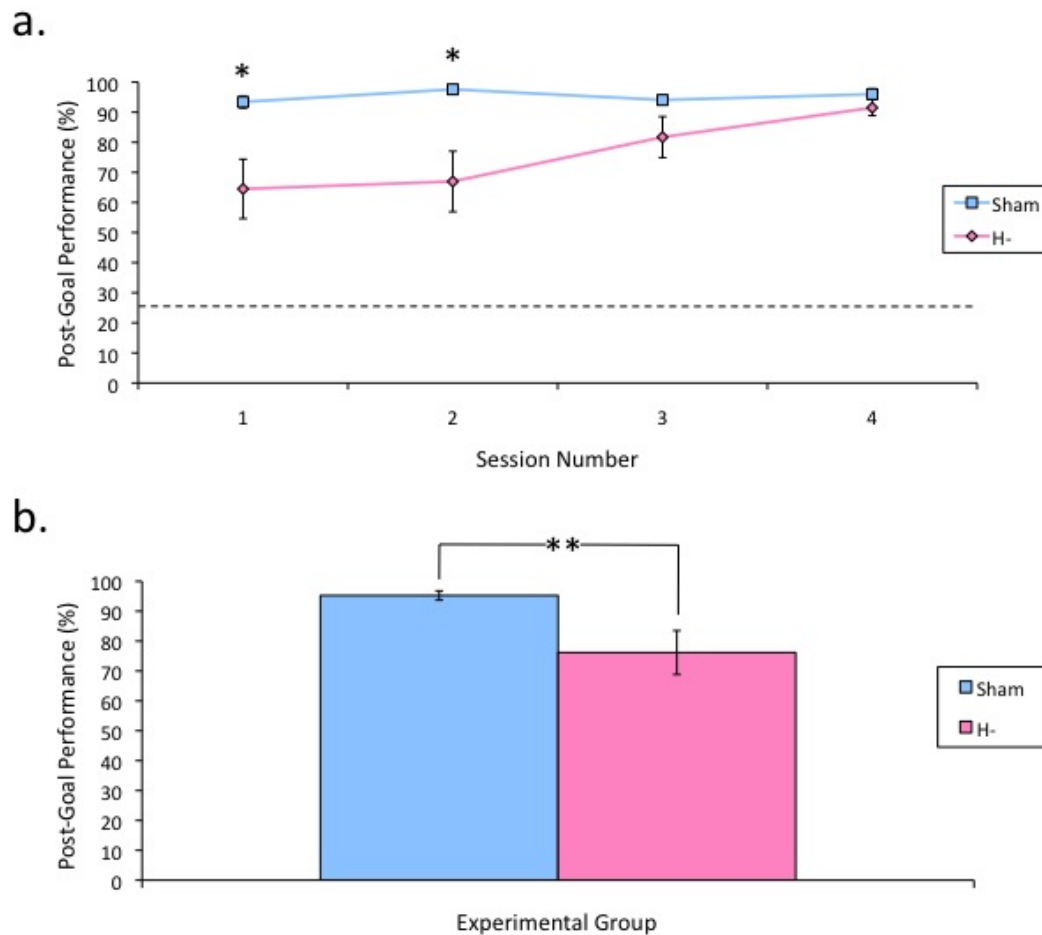 a.
*
*
Post-Goal Performance (%)
100
90
80
70
60
50
40
30
20
10
0
1 2 3 4
Session Number
Sham
H-
b.
**
Post-Goal Performance (%)
100
90
80
70
60
50
40
30
20
10
0
Experimental Group
Sham
H-